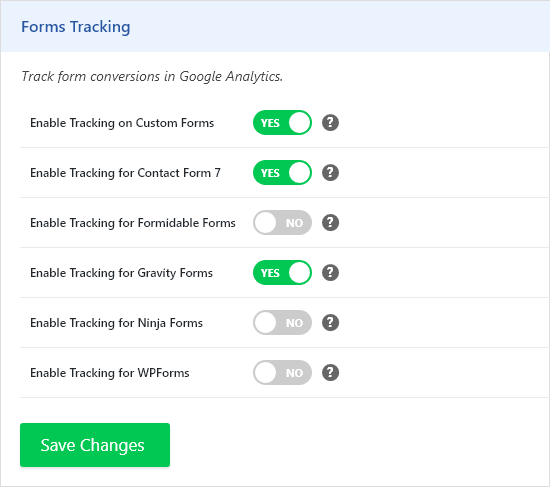 Forms Tracking
Track form conversions in Google Analytics.
Enable Tracking on Custom Forms YES ?
Enable Tracking for Contact Form 7 YES ?
Enable Tracking for Formidable Forms NO ?
Enable Tracking for Gravity Forms YES ?
Enable Tracking for Ninja Forms NO ?
Enable Tracking for WPForms NO ?
Save Changes